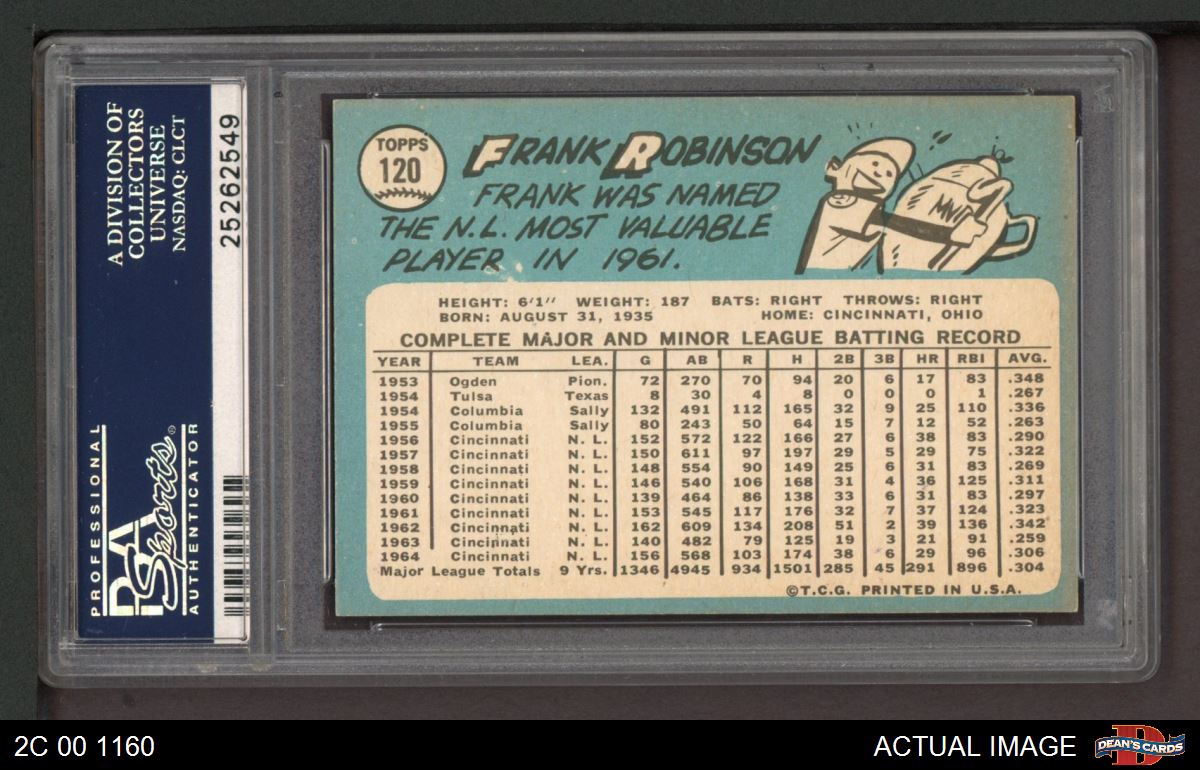 A DIVISION OF
COLLECTORS
UNIVERSE
NASDAQ: CLCT
25262549
PROFESSIONAL
PSA
Sports®
AUTHENTICATOR
TOPPS
120
FRANK ROBINSON
FRANK WAS NAMED
THE N.L. MOST VALUABLE
PLAYER IN 1961.
MVP
HEIGHT: 6'1" WEIGHT: 187 BATS: RIGHT THROWS: RIGHT
BORN: AUGUST 31, 1935 HOME: CINCINNATI, OHIO
COMPLETE MAJOR AND MINOR LEAGUE BATTING RECORD
YEAR TEAM LEA. G AB R H 2B 3B HR RBI AVG.
1953 Ogden Pion. 72 270 70 94 20 6 17 83 .348
1954 Tulsa Texas 8 30 4 8 0 0 0 1 .267
1954 Columbia Sally 132 491 112 165 32 9 25 110 .336
1955 Columbia Sally 80 243 50 64 15 7 12 52 .263
1956 Cincinnati N. L. 152 572 122 166 27 6 38 83 .290
1957 Cincinnati N. L. 150 611 97 197 29 5 29 75 .322
1958 Cincinnati N. L. 148 554 90 149 25 6 31 83 .269
1959 Cincinnati N. L. 146 540 106 168 31 4 36 125 .311
1960 Cincinnati N. L. 139 464 86 138 33 6 31 83 .297
1961 Cincinnati N. L. 153 545 117 176 32 7 37 124 .323
1962 Cincinnati N. L. 162 609 134 208 51 2 39 136 .342
1963 Cincinnati N. L. 140 482 79 125 19 3 21 91 .259
1964 Cincinnati N. L. 156 568 103 174 38 6 29 96 .306
Major League Totals 9 Yrs. 1346 4945 934 1501 285 45 291 896 .304
©T.C.G. PRINTED IN U.S.A.
2C 00 1160
ACTUAL IMAGE
D
DEAN'S CARDS